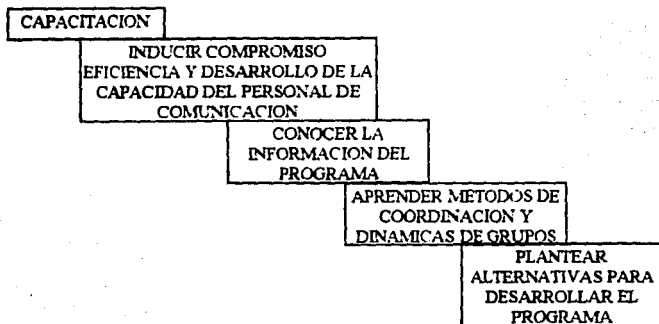 CAPACITACION
INDUCIR COMPROMISO
EFICIENCIA Y DESARROLLO DE LA
CAPACIDAD DEL PERSONAL DE
COMUNICACION
CONOCER LA
INFORMACION DEL
PROGRAMA
APRENDER METODOS DE
COORDINACION Y
DINAMICAS DE GRUPOS
PLANTEAR
ALTERNATIVAS PARA
DESARROLLAR EL
PROGRAMA